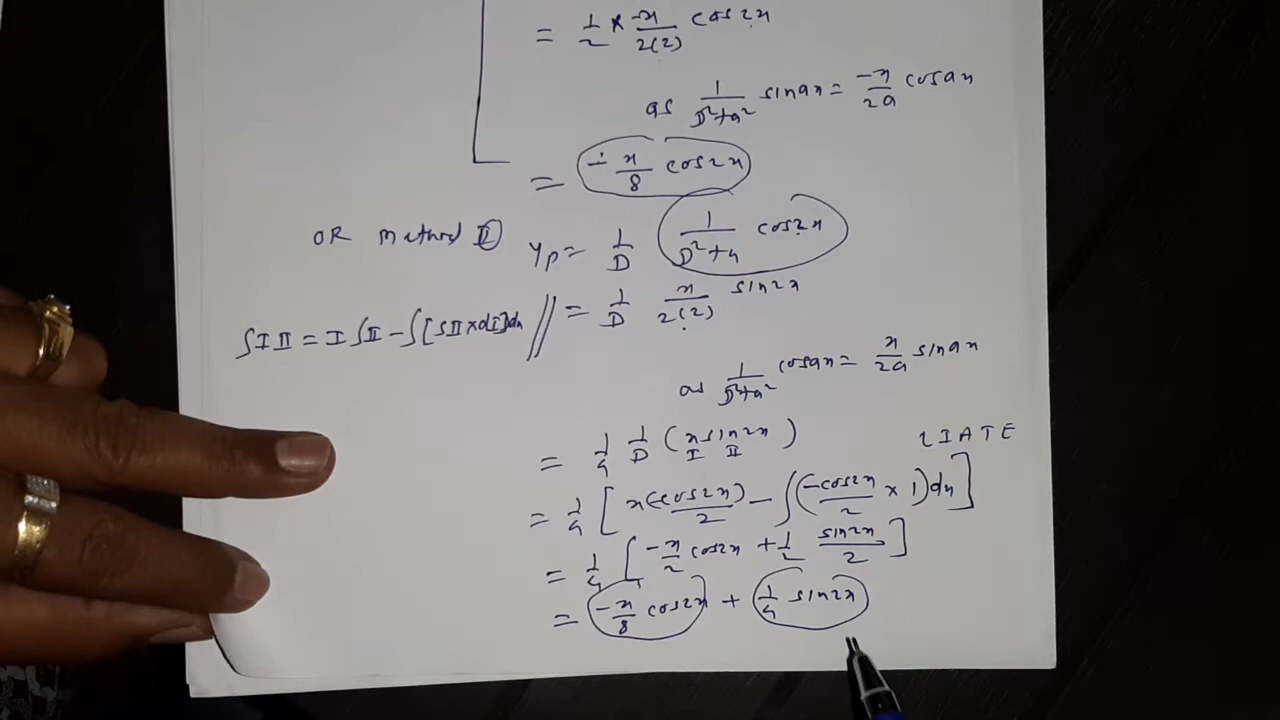 = 1/2 × -x/2(2) cos2x
as 1/(D²+a²) sinax = -x/2a cosax
= - x/8 cos2x
OR Method II yp = 1/D 1/(D²+4) cos2x
∫I II = I ∫II - ∫[∫II × dI]dx // = 1/D x/2(2) sin2x
as 1/(D²+a²) cosax = x/2a sinax
= 1/4 1/D (x sin2x) LIATE
I II
= 1/4 [x(-cos2x)/2 - ∫(-cos2x/2 × 1)dx]
= 1/4 [-x/2 cos2x + 1/2 sin2x/2]
= -x/8 cos2x + 1/4 sin2x